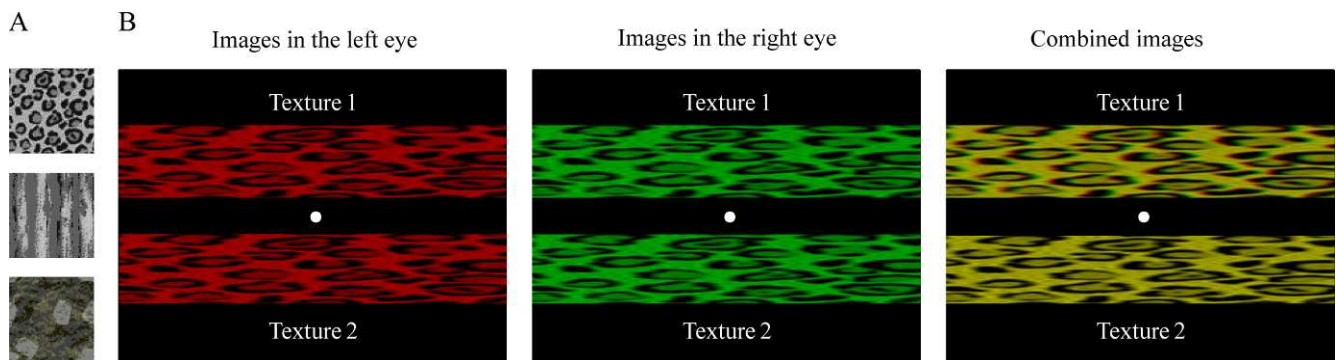 A
B
Images in the left eye
Images in the right eye
Combined images
Texture 1
Texture 1
Texture 1
Texture 2
Texture 2
Texture 2